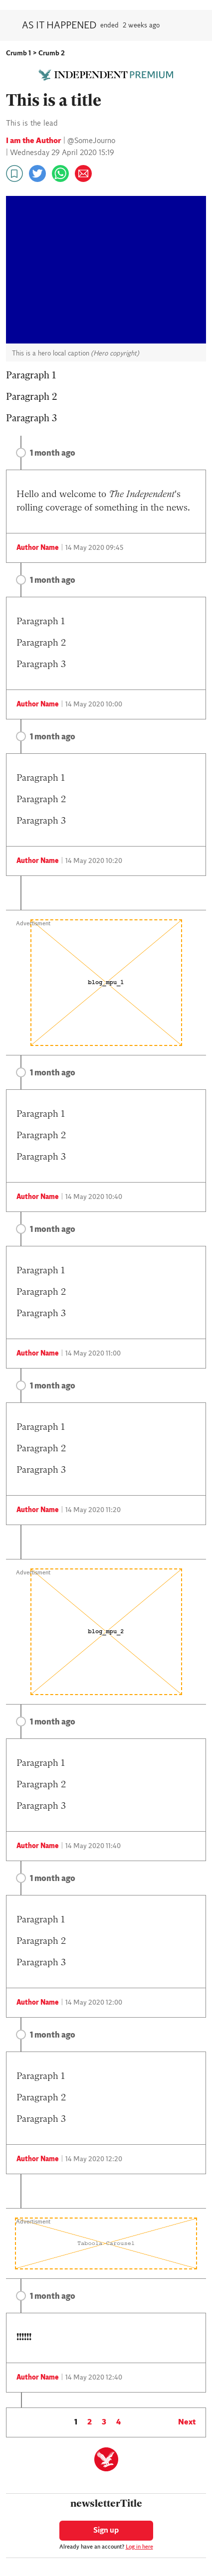 AS IT HAPPENED ended 2 weeks ago
Crumb 1 > Crumb 2
INDEPENDENT PREMIUM
This is a title
This is the lead
I am the Author | @SomeJourno
| Wednesday 29 April 2020 15:19
This is a hero local caption (Hero copyright)
Paragraph 1
Paragraph 2
Paragraph 3
1 month ago
Hello and welcome to The Independent's
rolling coverage of something in the news.
Author Name | 14 May 2020 09:45
1 month ago
Paragraph 1
Paragraph 2
Paragraph 3
Author Name | 14 May 2020 10:00
1 month ago
Paragraph 1
Paragraph 2
Paragraph 3
Author Name | 14 May 2020 10:20
Advertisment
blog_mpu_1
1 month ago
Paragraph 1
Paragraph 2
Paragraph 3
Author Name | 14 May 2020 10:40
1 month ago
Paragraph 1
Paragraph 2
Paragraph 3
Author Name | 14 May 2020 11:00
1 month ago
Paragraph 1
Paragraph 2
Paragraph 3
Author Name | 14 May 2020 11:20
Advertisment
blog_mpu_2
1 month ago
Paragraph 1
Paragraph 2
Paragraph 3
Author Name | 14 May 2020 11:40
1 month ago
Paragraph 1
Paragraph 2
Paragraph 3
Author Name | 14 May 2020 12:00
1 month ago
Paragraph 1
Paragraph 2
Paragraph 3
Author Name | 14 May 2020 12:20
Advertisment
Taboola Carousel
1 month ago
Author Name | 14 May 2020 12:40
1 2 3 4 Next
newsletterTitle
Sign up
Already have an account? Log in here